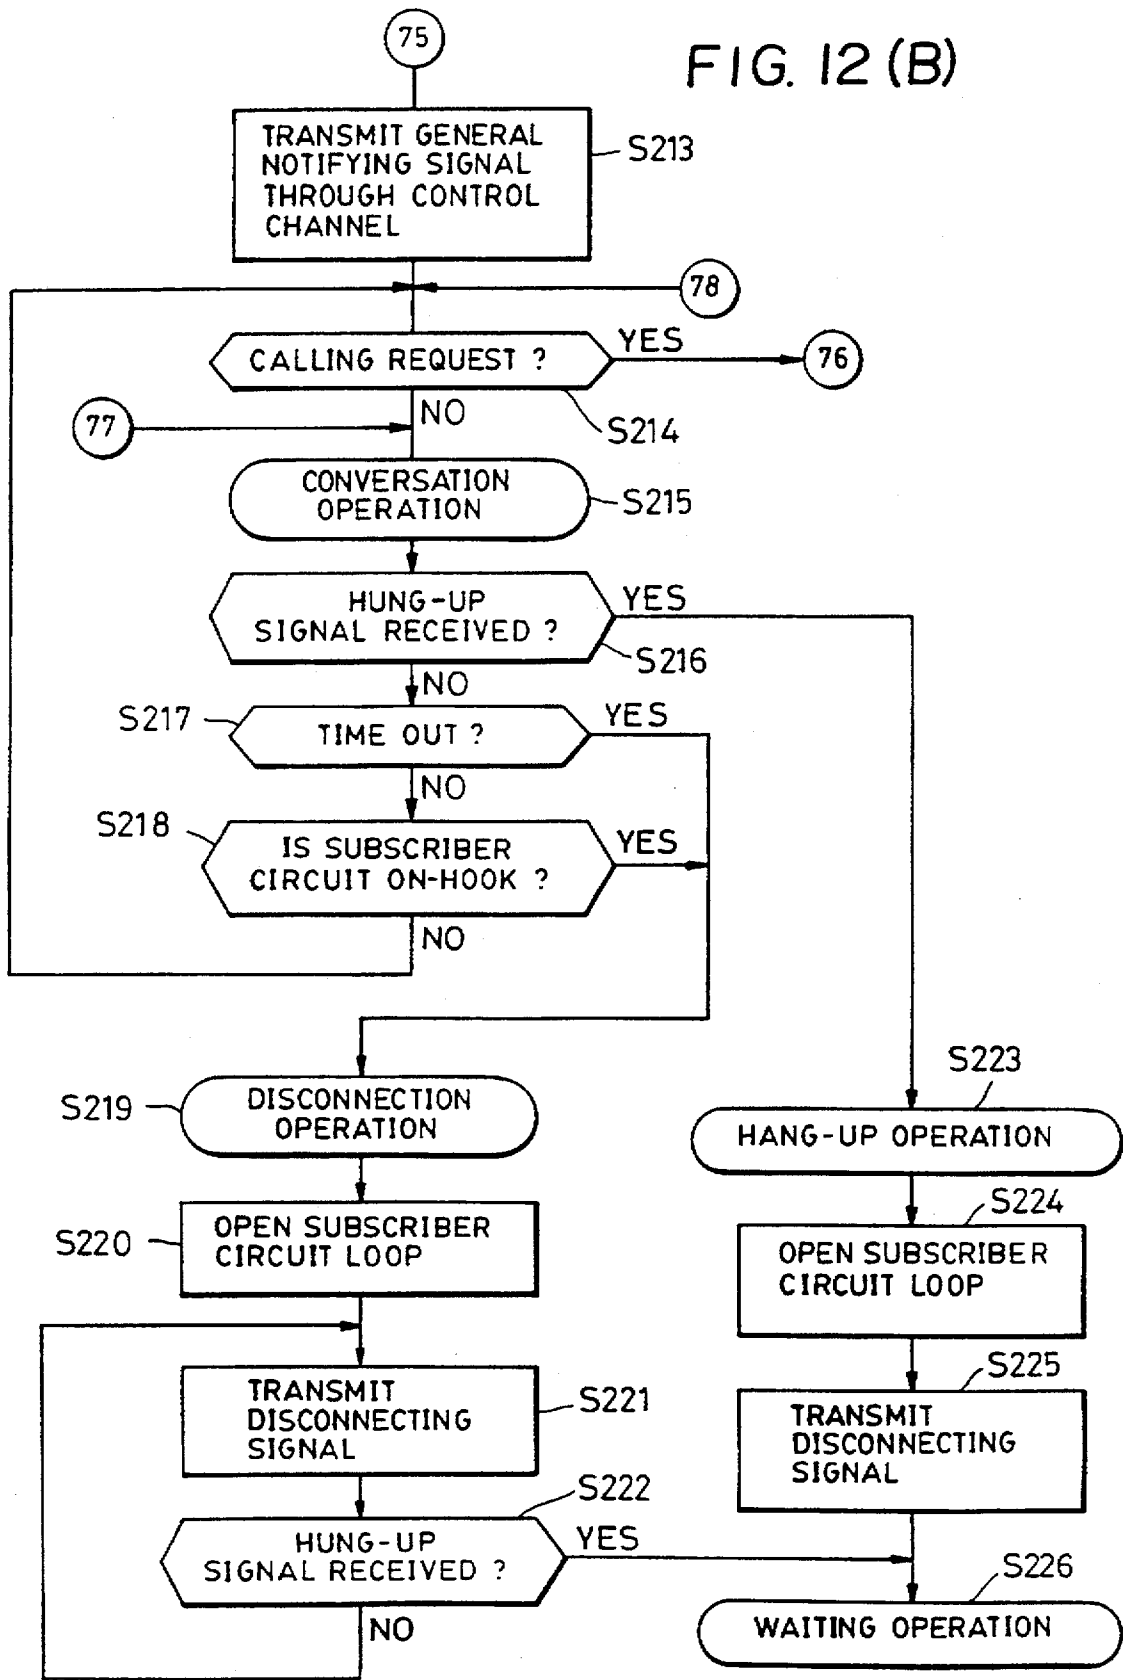 75
FIG. 12 (B)
TRANSMIT GENERAL
NOTIFYING SIGNAL
THROUGH CONTROL
CHANNEL
S213
78
CALLING REQUEST ?
YES
76
NO
S214
77
CONVERSATION
OPERATION
S215
HUNG-UP
SIGNAL RECEIVED ?
YES
S216
NO
S217
TIME OUT ?
YES
NO
S218
IS SUBSCRIBER
CIRCUIT ON-HOOK ?
YES
NO
S219
DISCONNECTION
OPERATION
S223
HANG-UP OPERATION
S220
OPEN SUBSCRIBER
CIRCUIT LOOP
S224
OPEN SUBSCRIBER
CIRCUIT LOOP
TRANSMIT
DISCONNECTING
SIGNAL
S221
S225
TRANSMIT
DISCONNECTING
SIGNAL
S222
HUNG-UP
SIGNAL RECEIVED ?
YES
NO
S226
WAITING OPERATION